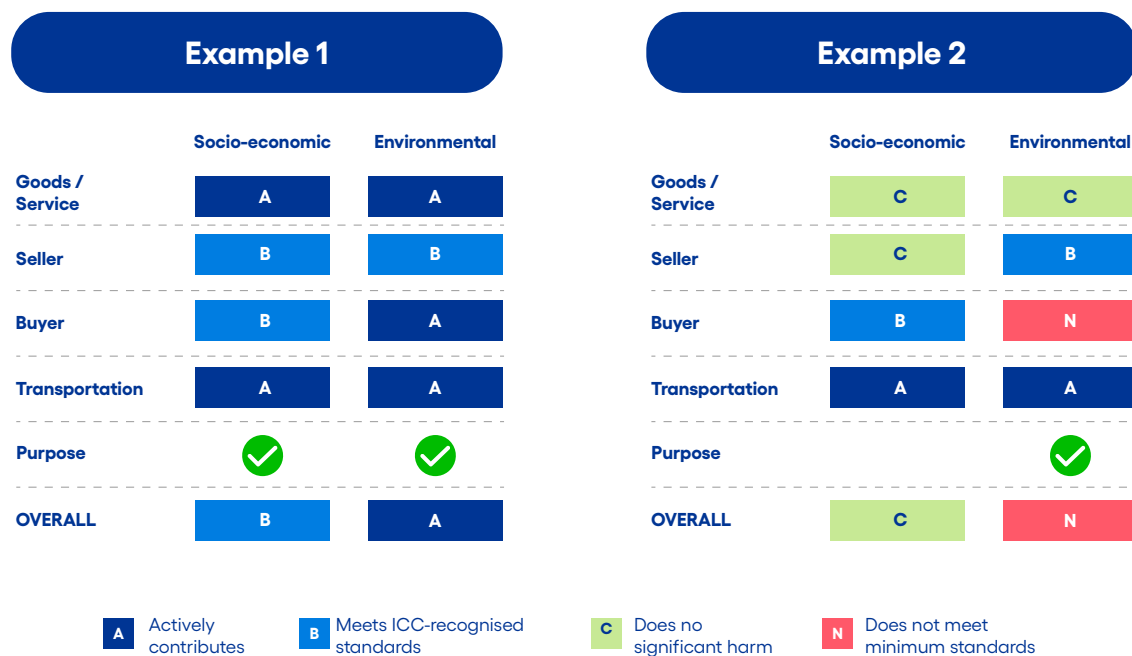 Example 1
Socio-economic Environmental
Goods /
Service
A A
Seller B B
Buyer B A
Transportation A A
Purpose
OVERALL B A
Example 2
Socio-economic Environmental
Goods /
Service
C C
Seller C B
Buyer B N
Transportation A A
Purpose
OVERALL C N
A Actively
contributes
B Meets ICC-recognised
standards
C Does no
significant harm
N Does not meet
minimum standards